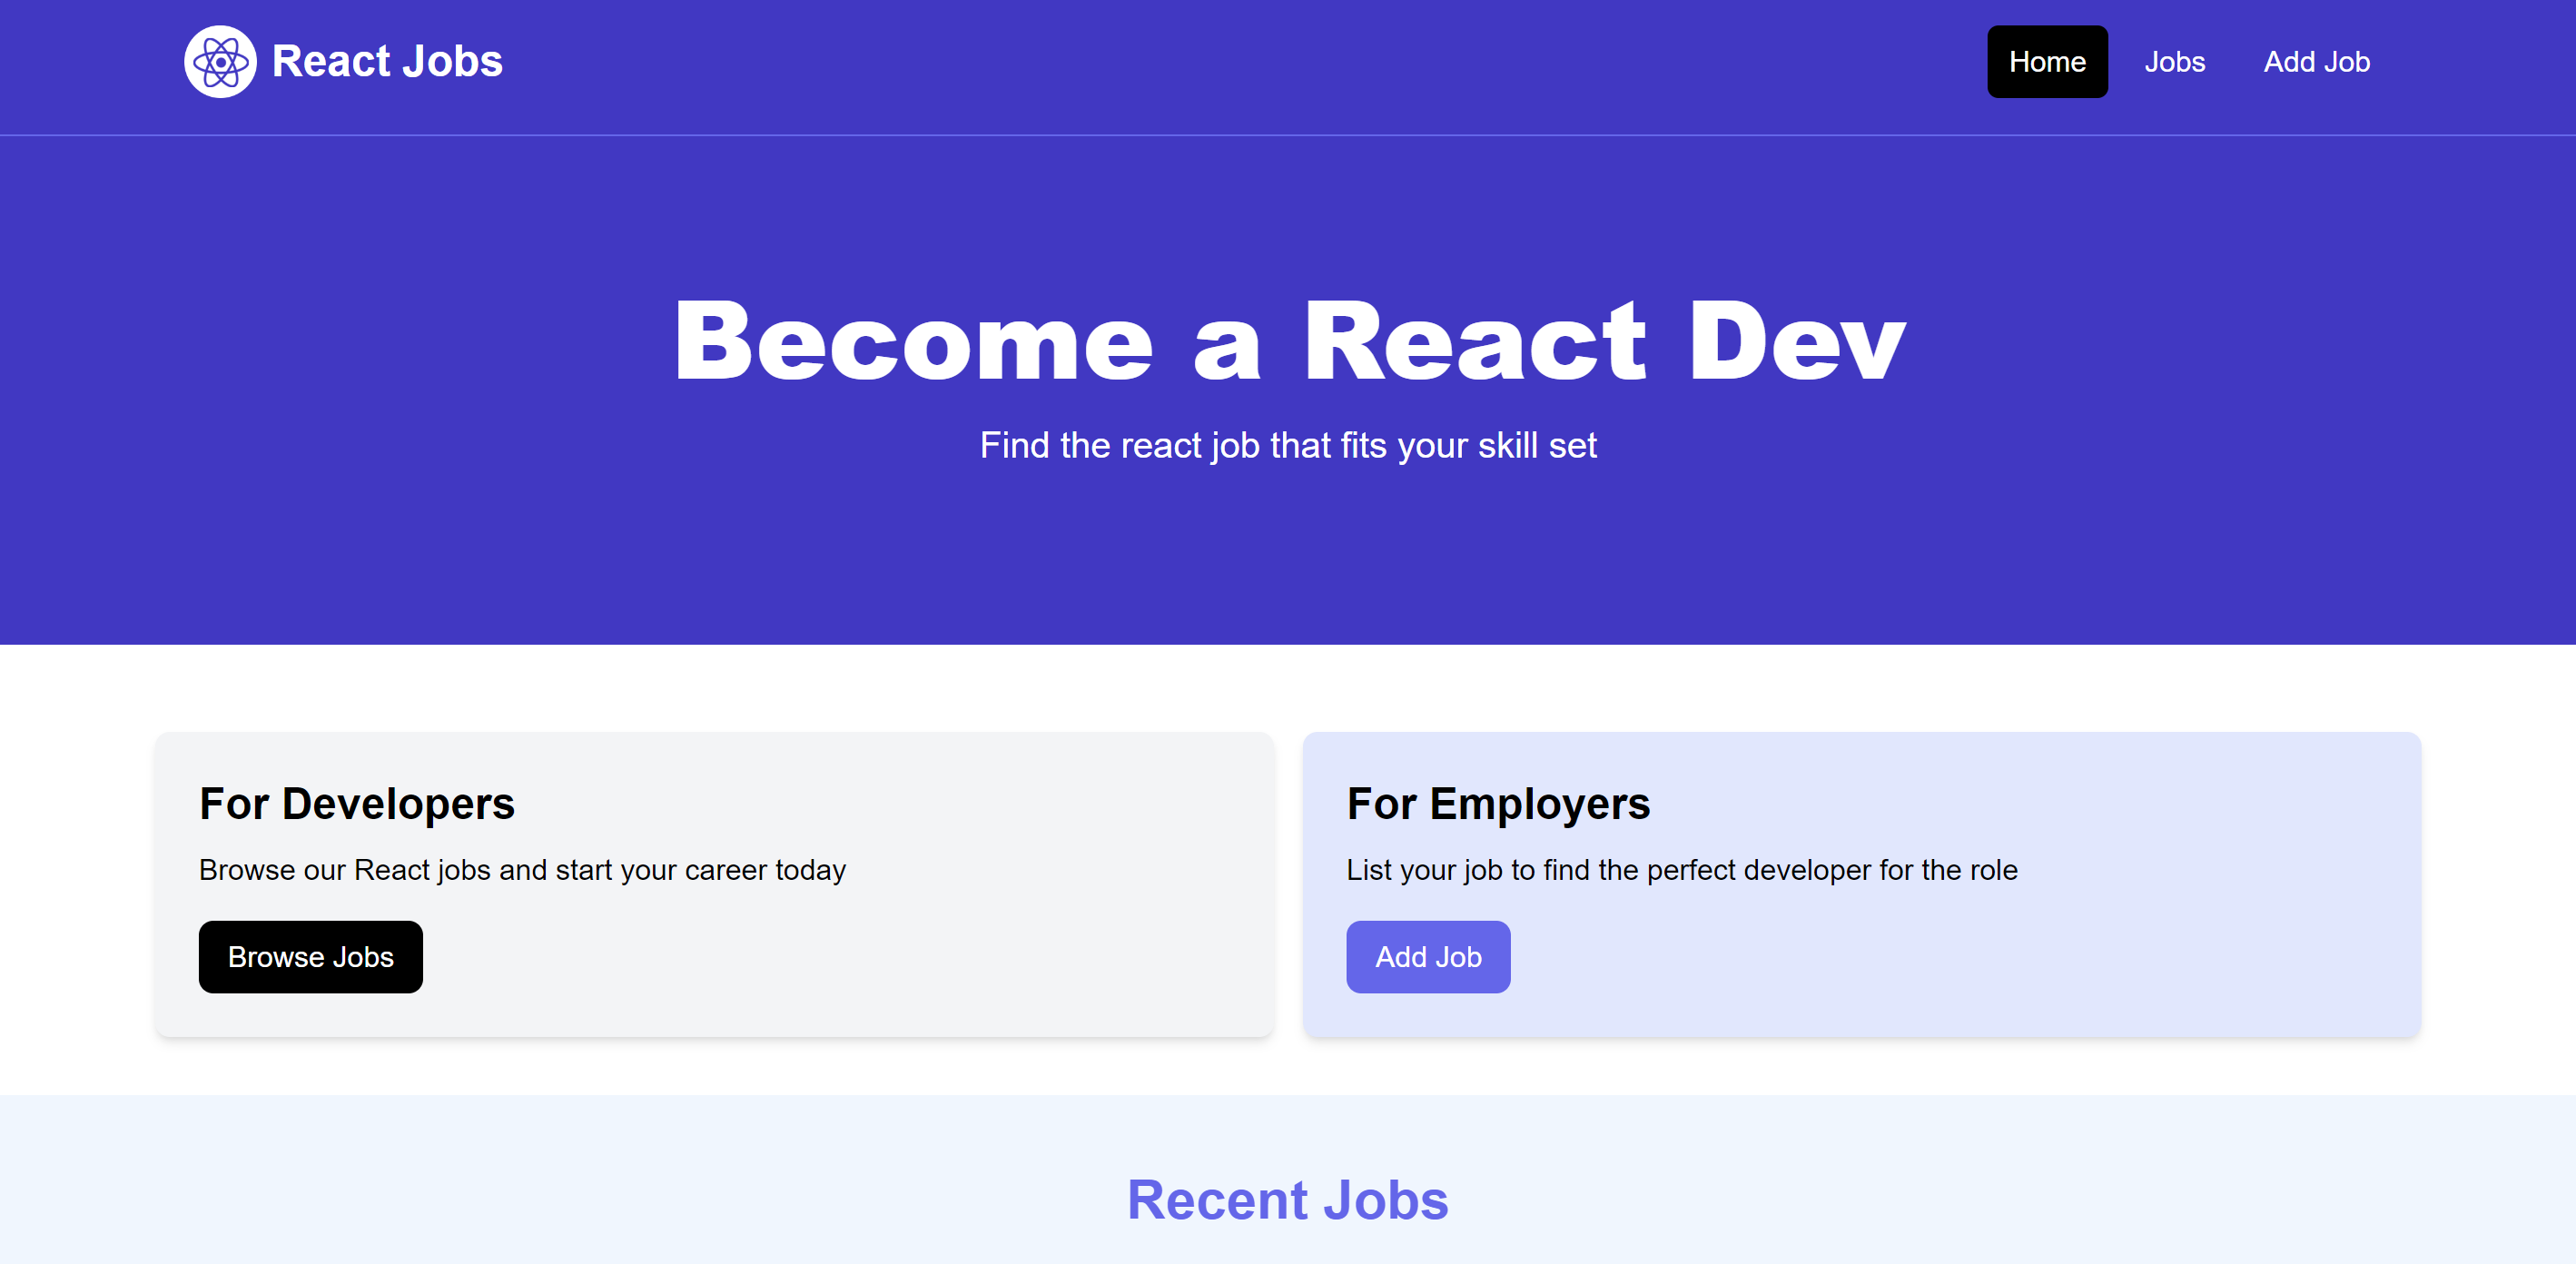 React Jobs
Home
Jobs
Add Job
Become a React Dev
Find the react job that fits your skill set
For Developers
Browse our React jobs and start your career today
Browse Jobs
For Employers
List your job to find the perfect developer for the role
Add Job
Recent Jobs